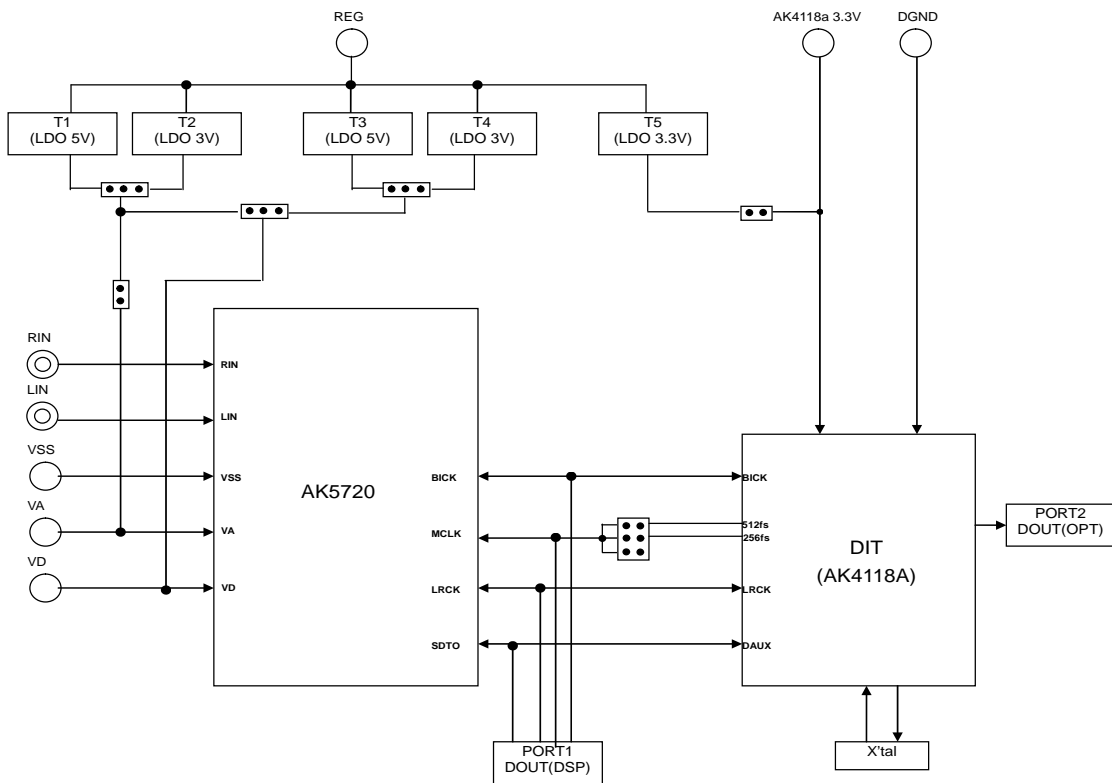 REG
AK4118a 3.3V
DGND
T1
(LDO 5V)
T2
(LDO 3V)
T3
(LDO 5V)
T4
(LDO 3V)
T5
(LDO 3.3V)
RIN
LIN
VSS
VA
VD
RIN
LIN
VSS
VA
VD
AK5720
BICK
MCLK
LRCK
SDTO
BICK
512fs
256fs
LRCK
DAUX
DIT
(AK4118A)
PORT2
DOUT(OPT)
PORT1
DOUT(DSP)
X'tal